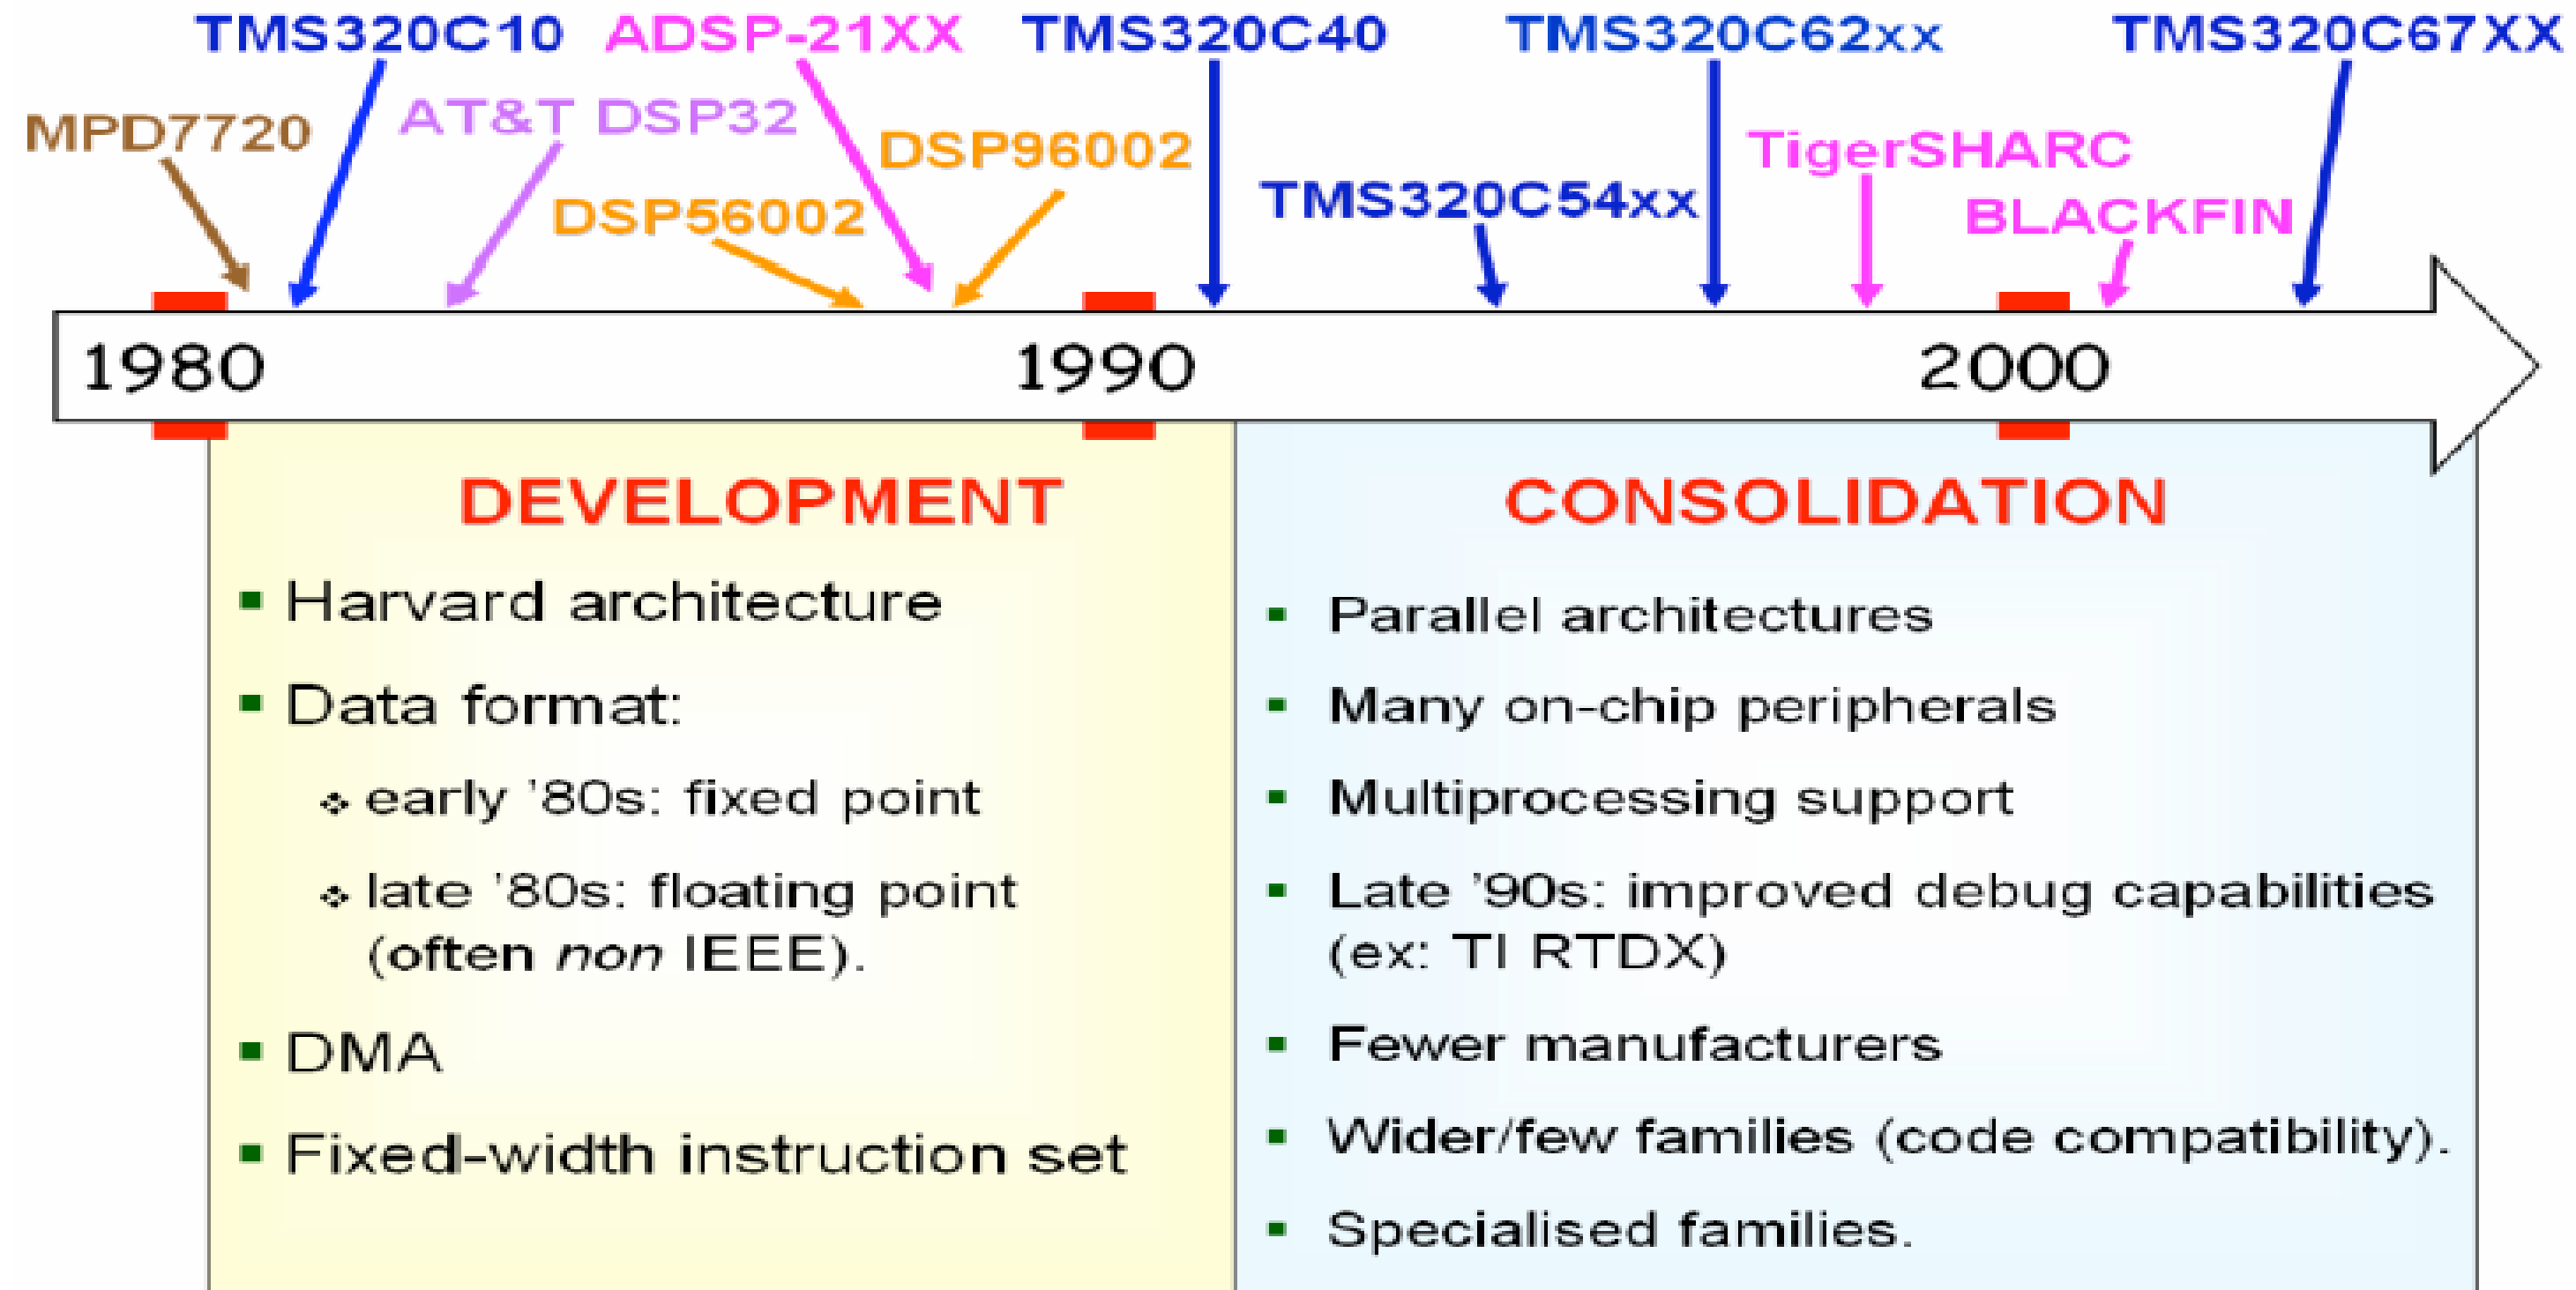 TMS320C10 ADSP-21XX TMS320C40 TMS320C62xx TMS320C67XX
MPD7720 AT&T DSP32 DSP96002 TigerSHARC
DSP56002 TMS320C54xx BLACKFIN
1980 1990 2000
DEVELOPMENT
Harvard architecture
Data format:
early '80s: fixed point
late '80s: floating point
(often non IEEE).
DMA
Fixed-width instruction set
CONSOLIDATION
Parallel architectures
Many on-chip peripherals
Multiprocessing support
Late '90s: improved debug capabilities
(ex: TI RTDX)
Fewer manufacturers
Wider/few families (code compatibility).
Specialised families.